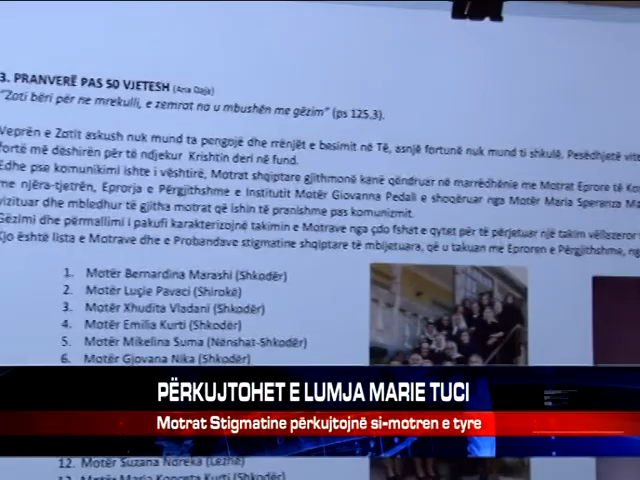 3. PRANVERË PAS 50 VJETESH (Ana Daja)
"Zoti bëri për ne mrekulli, e zemrat na u mbushën me gëzim" (ps 125,3).
Veprën e Zotit askush nuk mund ta pengojë dhe rrënjët e besimit në Të, asnjë fortunë nuk mund ti shkulë. Pesëdhjetë
fortë më dëshirën për të ndjekur Krishtin deri në fund.
Edhe pse komunikimi ishte i vështirë, Motrat shqiptare gjithmonë kanë qëndruar në marrëdhënie me Motrat Eprore të
me njëra-tjetrën, Eprorja e Përgjithshme e Institutit Motër Giovanna Pedali e shoqëruar nga Motër Maria Speranza
vizituar dhe mbledhur të gjitha motrat që ishin të pranishme pas komunizmit.
Gëzimi dhe përmallimi i pakufi karakterizojnë takimin e Motrave nga çdo fshat e qytet për të përjetuar një takim vëllazëror
Kjo është lista e Motrave dhe e Probandave stigmatine shqiptare të mbijetuara, që u takuan me Eproren e Përgjithshme,
1. Motër Bernardina Marashi (Shkodër)
2. Motër Luçie Pavaci (Shirokë)
3. Motër Xhudita Vladani (Shkodër)
4. Motër Emilia Kurti (Shkodër)
5. Motër Mikelina Suma (Nënshat-Shkodër)
6. Motër Gjovana Nika (Shkodër)
PËRKUJTOHET E LUMJA MARIE TUCI
Motrat Stigmatine përkujtojnë si-motren e tyre
12. Motër Suzana Ndreka (Lezhë)
Motër Maria Konceta Kurti (Shkodër)